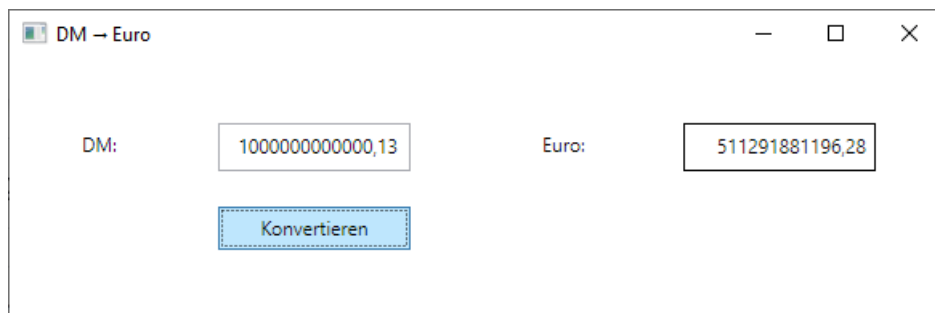 DM → Euro
DM: 1000000000000,13 Euro: 511291881196,28
Konvertieren